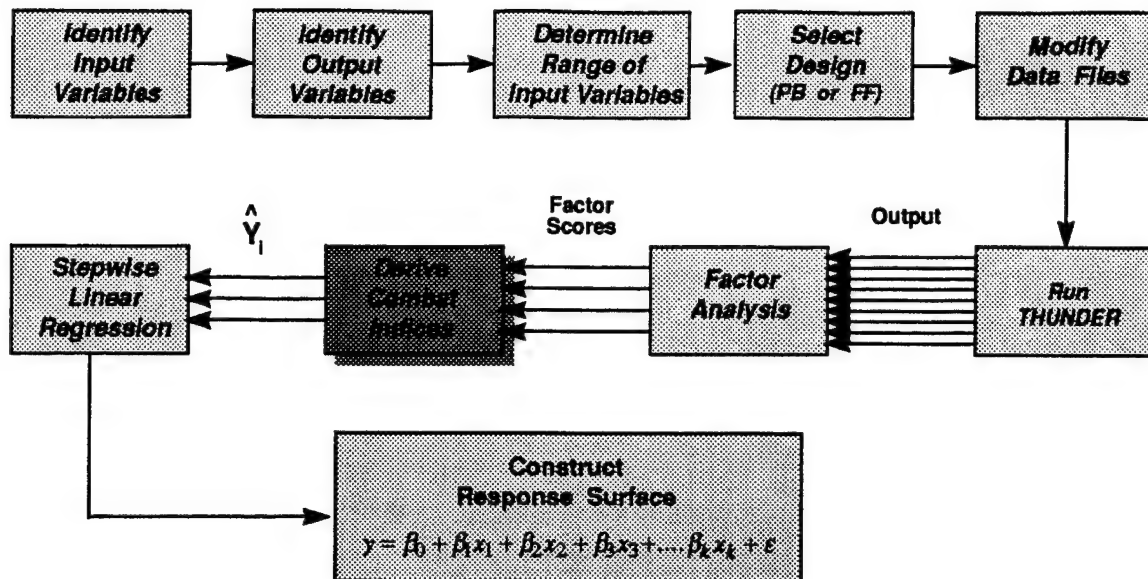 Identify
Input
Variables
Identify
Output
Variables
Determine
Range of
Input Variables
Select
Design
(PB or FF)
Modify
Data Files
Run
THUNDER
Output
Factor
Analysis
Factor
Scores
Derive
Combat
Indices
Ŷi
Stepwise
Linear
Regression
Construct
Response Surface
y = β0 + β1x1 + β2x2 + β3x3+.... βkxk + ε